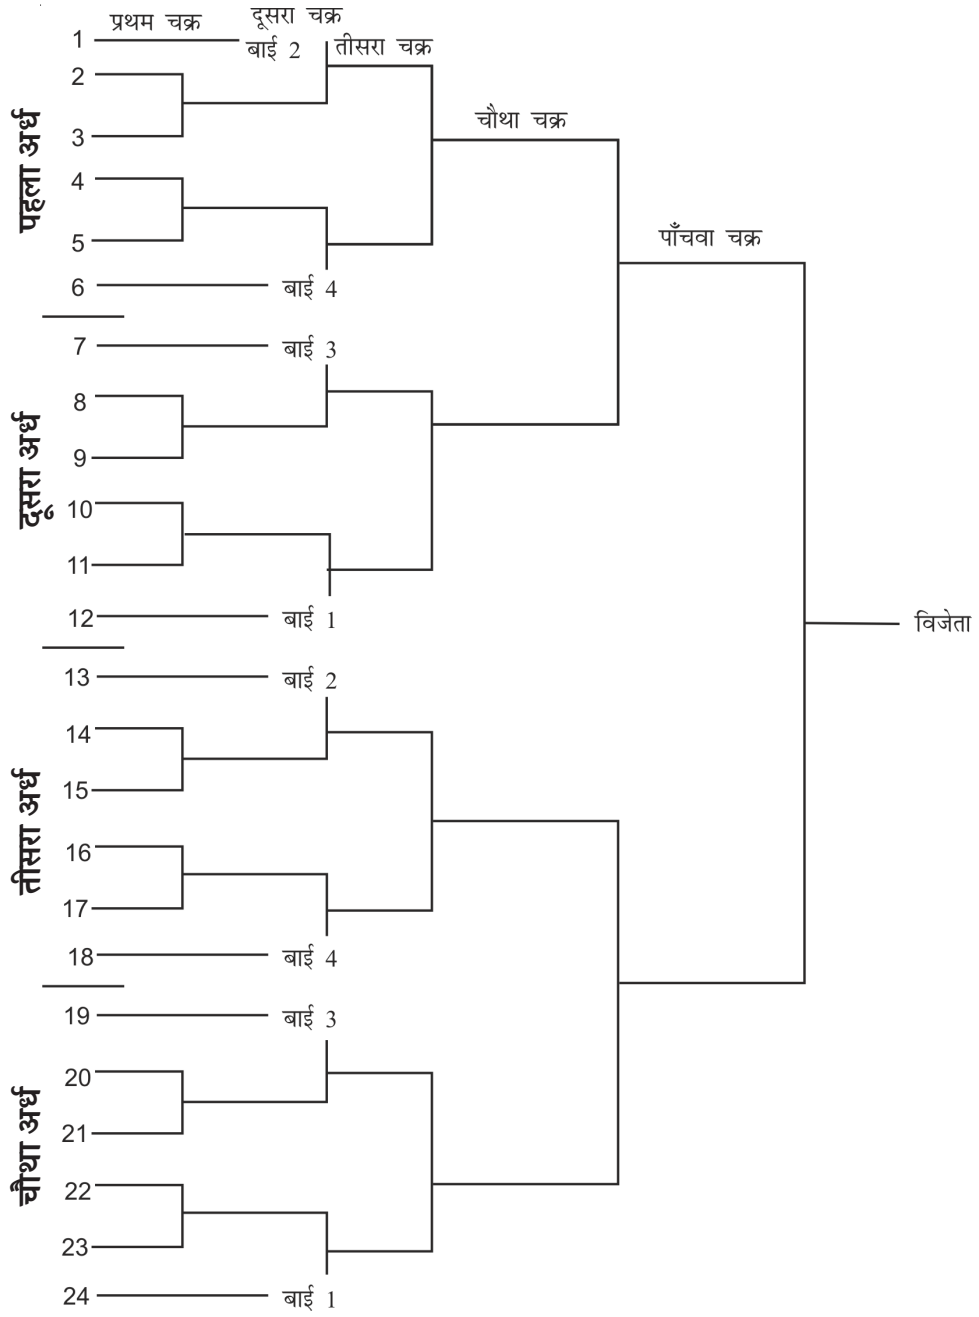 प्रथम चक्र
दूसरा चक्र
तीसरा चक्र
चौथा चक्र
पाँचवा चक्र
पहला अर्ध
1 बाई 2
2
3
4
5
6 बाई 4
दूसरा अर्ध
7 बाई 3
8
9
10
11
12 बाई 1
विजेता
तीसरा अर्ध
13 बाई 2
14
15
16
17
18 बाई 4
चौथा अर्ध
19 बाई 3
20
21
22
23
24 बाई 1